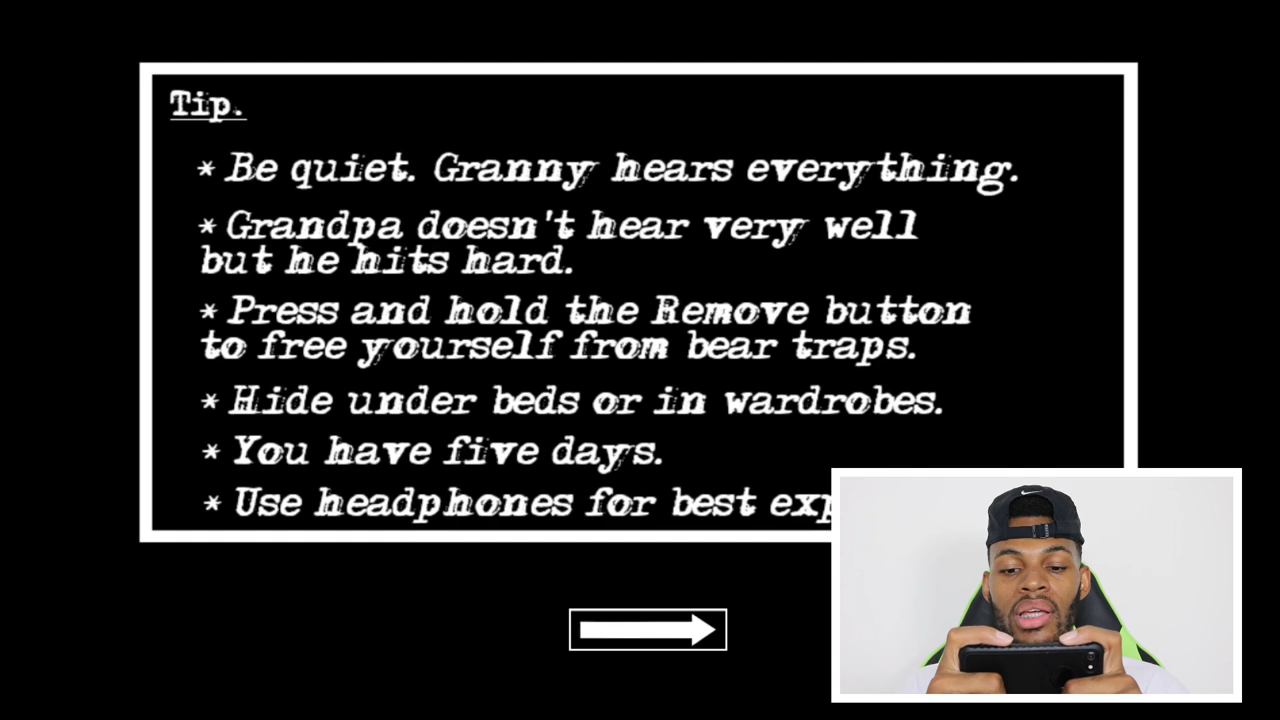 Tip.
* Be quiet. Granny hears everything.
* Grandpa doesn't hear very well
but he hits hard.
* Press and hold the Remove button
to free yourself from bear traps.
* Hide under beds or in wardrobes.
* You have five days.
* Use headphones for best